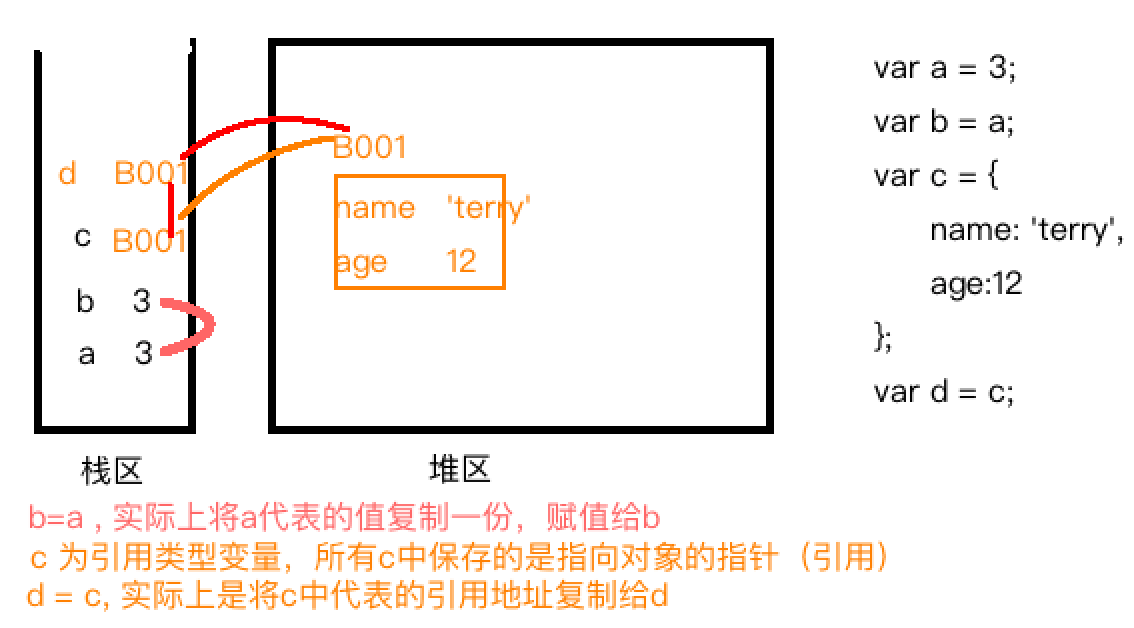 d B001
c B001
b 3
a 3
栈区
B001
name 'terry'
age 12
堆区
var a = 3;
var b = a;
var c = {
name: 'terry',
age:12
};
var d = c;
b=a , 实际上将a代表的值复制一份，赋值给b
c 为引用类型变量，所有c中保存的是指向对象的指针（引用）
d = c, 实际上是将c中代表的引用地址复制给d